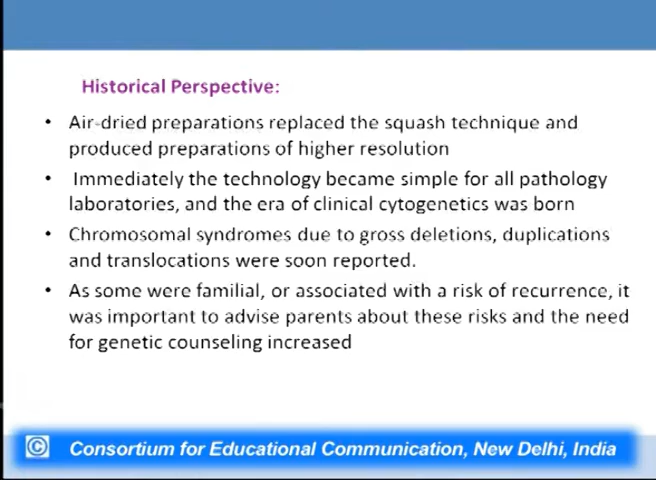 Historical Perspective:
• Air-dried preparations replaced the squash technique and
produced preparations of higher resolution
• Immediately the technology became simple for all pathology
laboratories, and the era of clinical cytogenetics was born
• Chromosomal syndromes due to gross deletions, duplications
and translocations were soon reported.
• As some were familial, or associated with a risk of recurrence, it
was important to advise parents about these risks and the need
for genetic counseling increased
© Consortium for Educational Communication, New Delhi, India